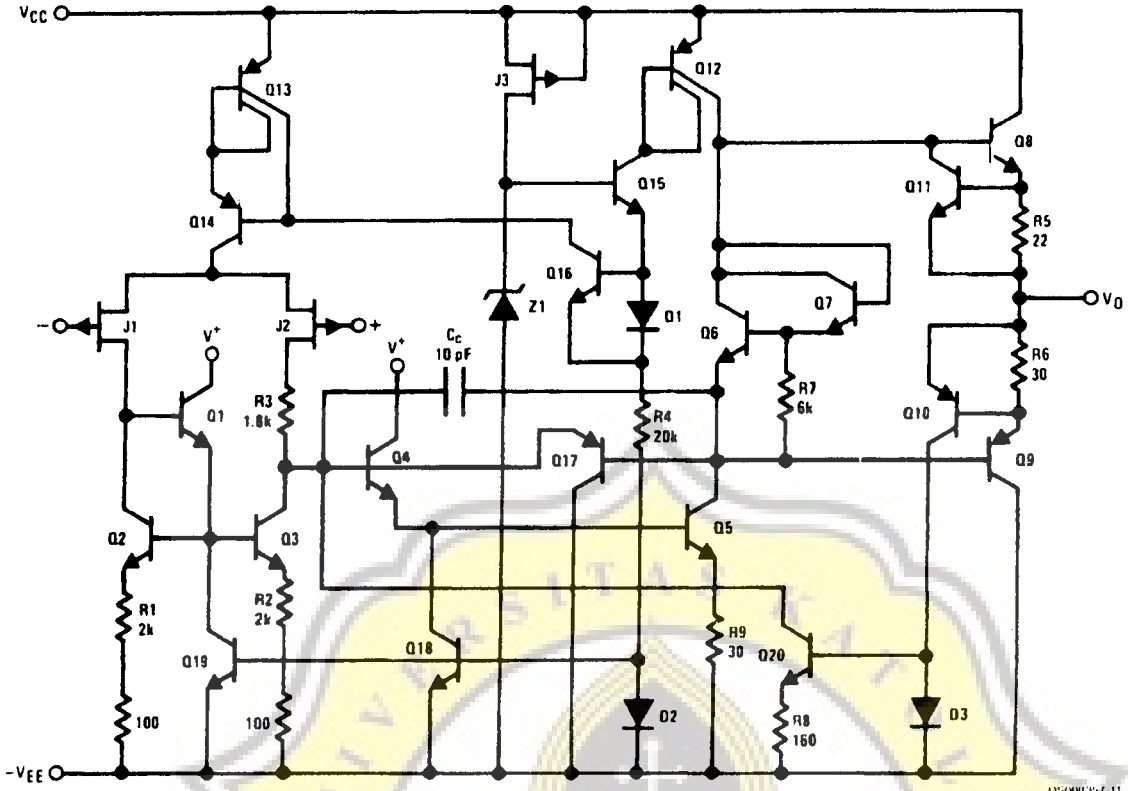 VCC
Q13
J3
Q12
Q8
Q15
Q11
R5
22
Q14
Q16
Z1
D1
Q7
VO
-
J1
J2
+
Q6
V+
V+
Cc
10 pF
R7
6k
R6
30
Q1
R3
1.8k
R4
20k
Q10
Q4
Q17
Q9
Q2
Q3
Q5
R1
2k
R2
2k
Q19
Q18
R9
30
Q20
100
100
D2
R8
160
D3
-VEE
VERSITAS KAT